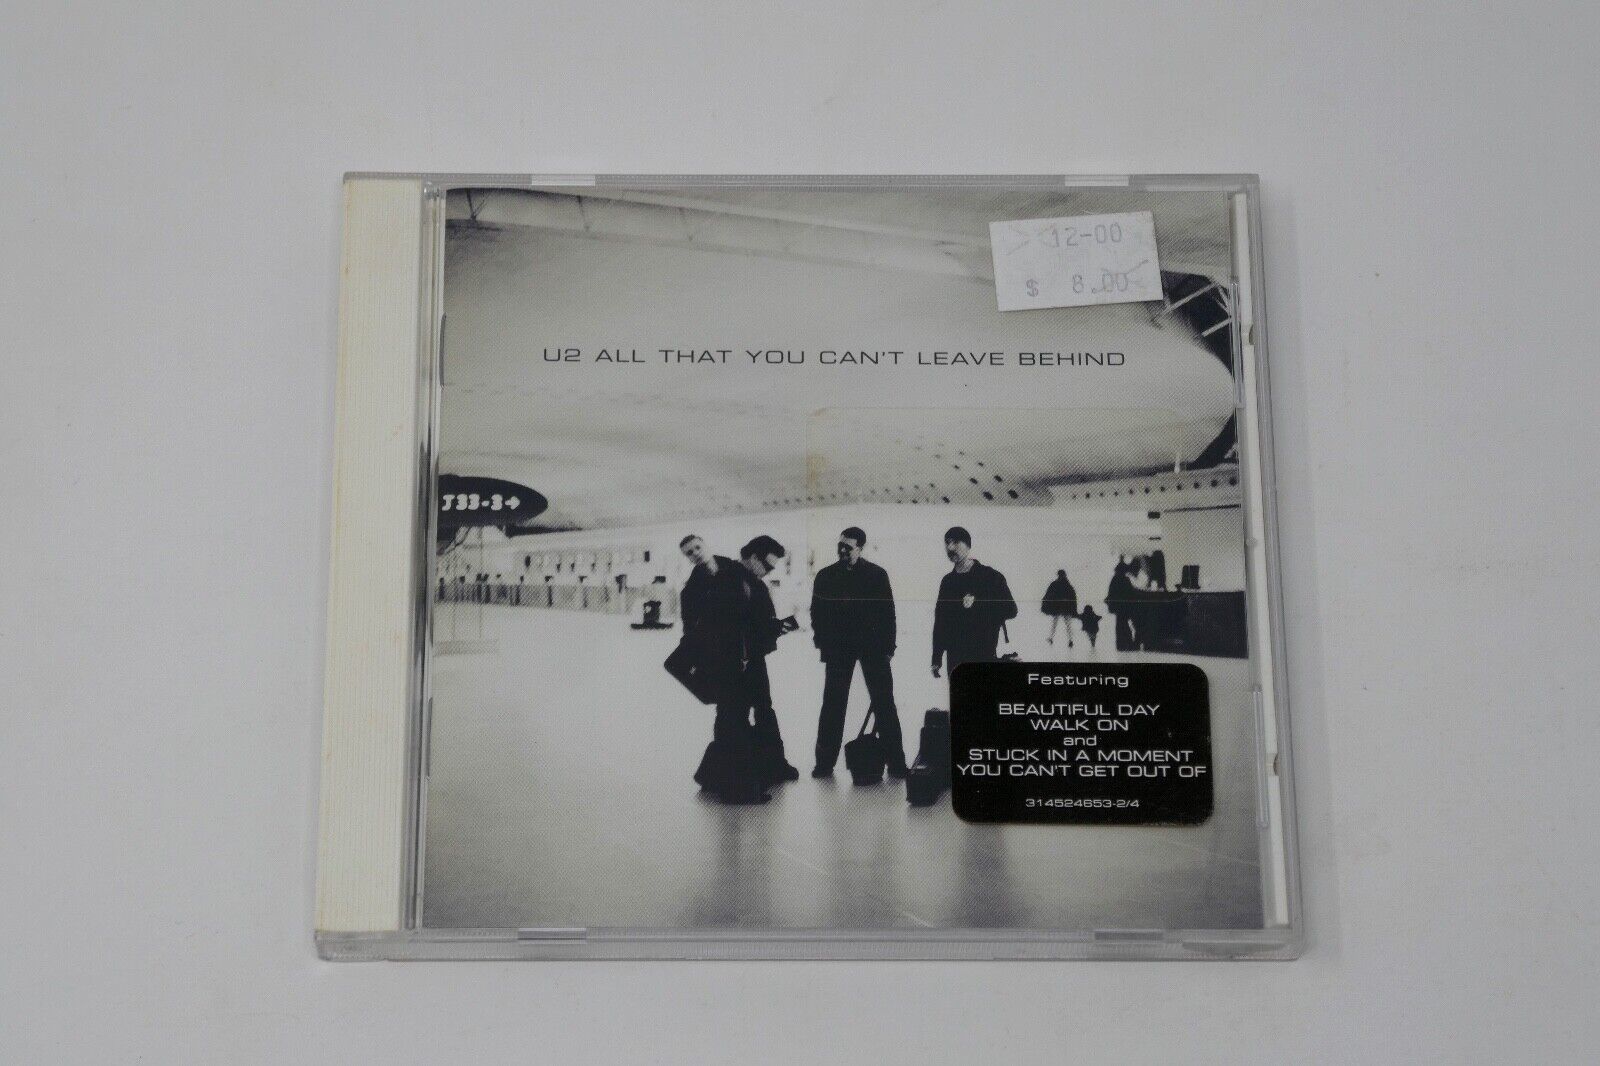 12-00
$ 8.00
U2 ALL THAT YOU CAN'T LEAVE BEHIND
J33-3→
Featuring
BEAUTIFUL DAY
WALK ON
and
STUCK IN A MOMENT
YOU CAN'T GET OUT OF
314524653-2/4